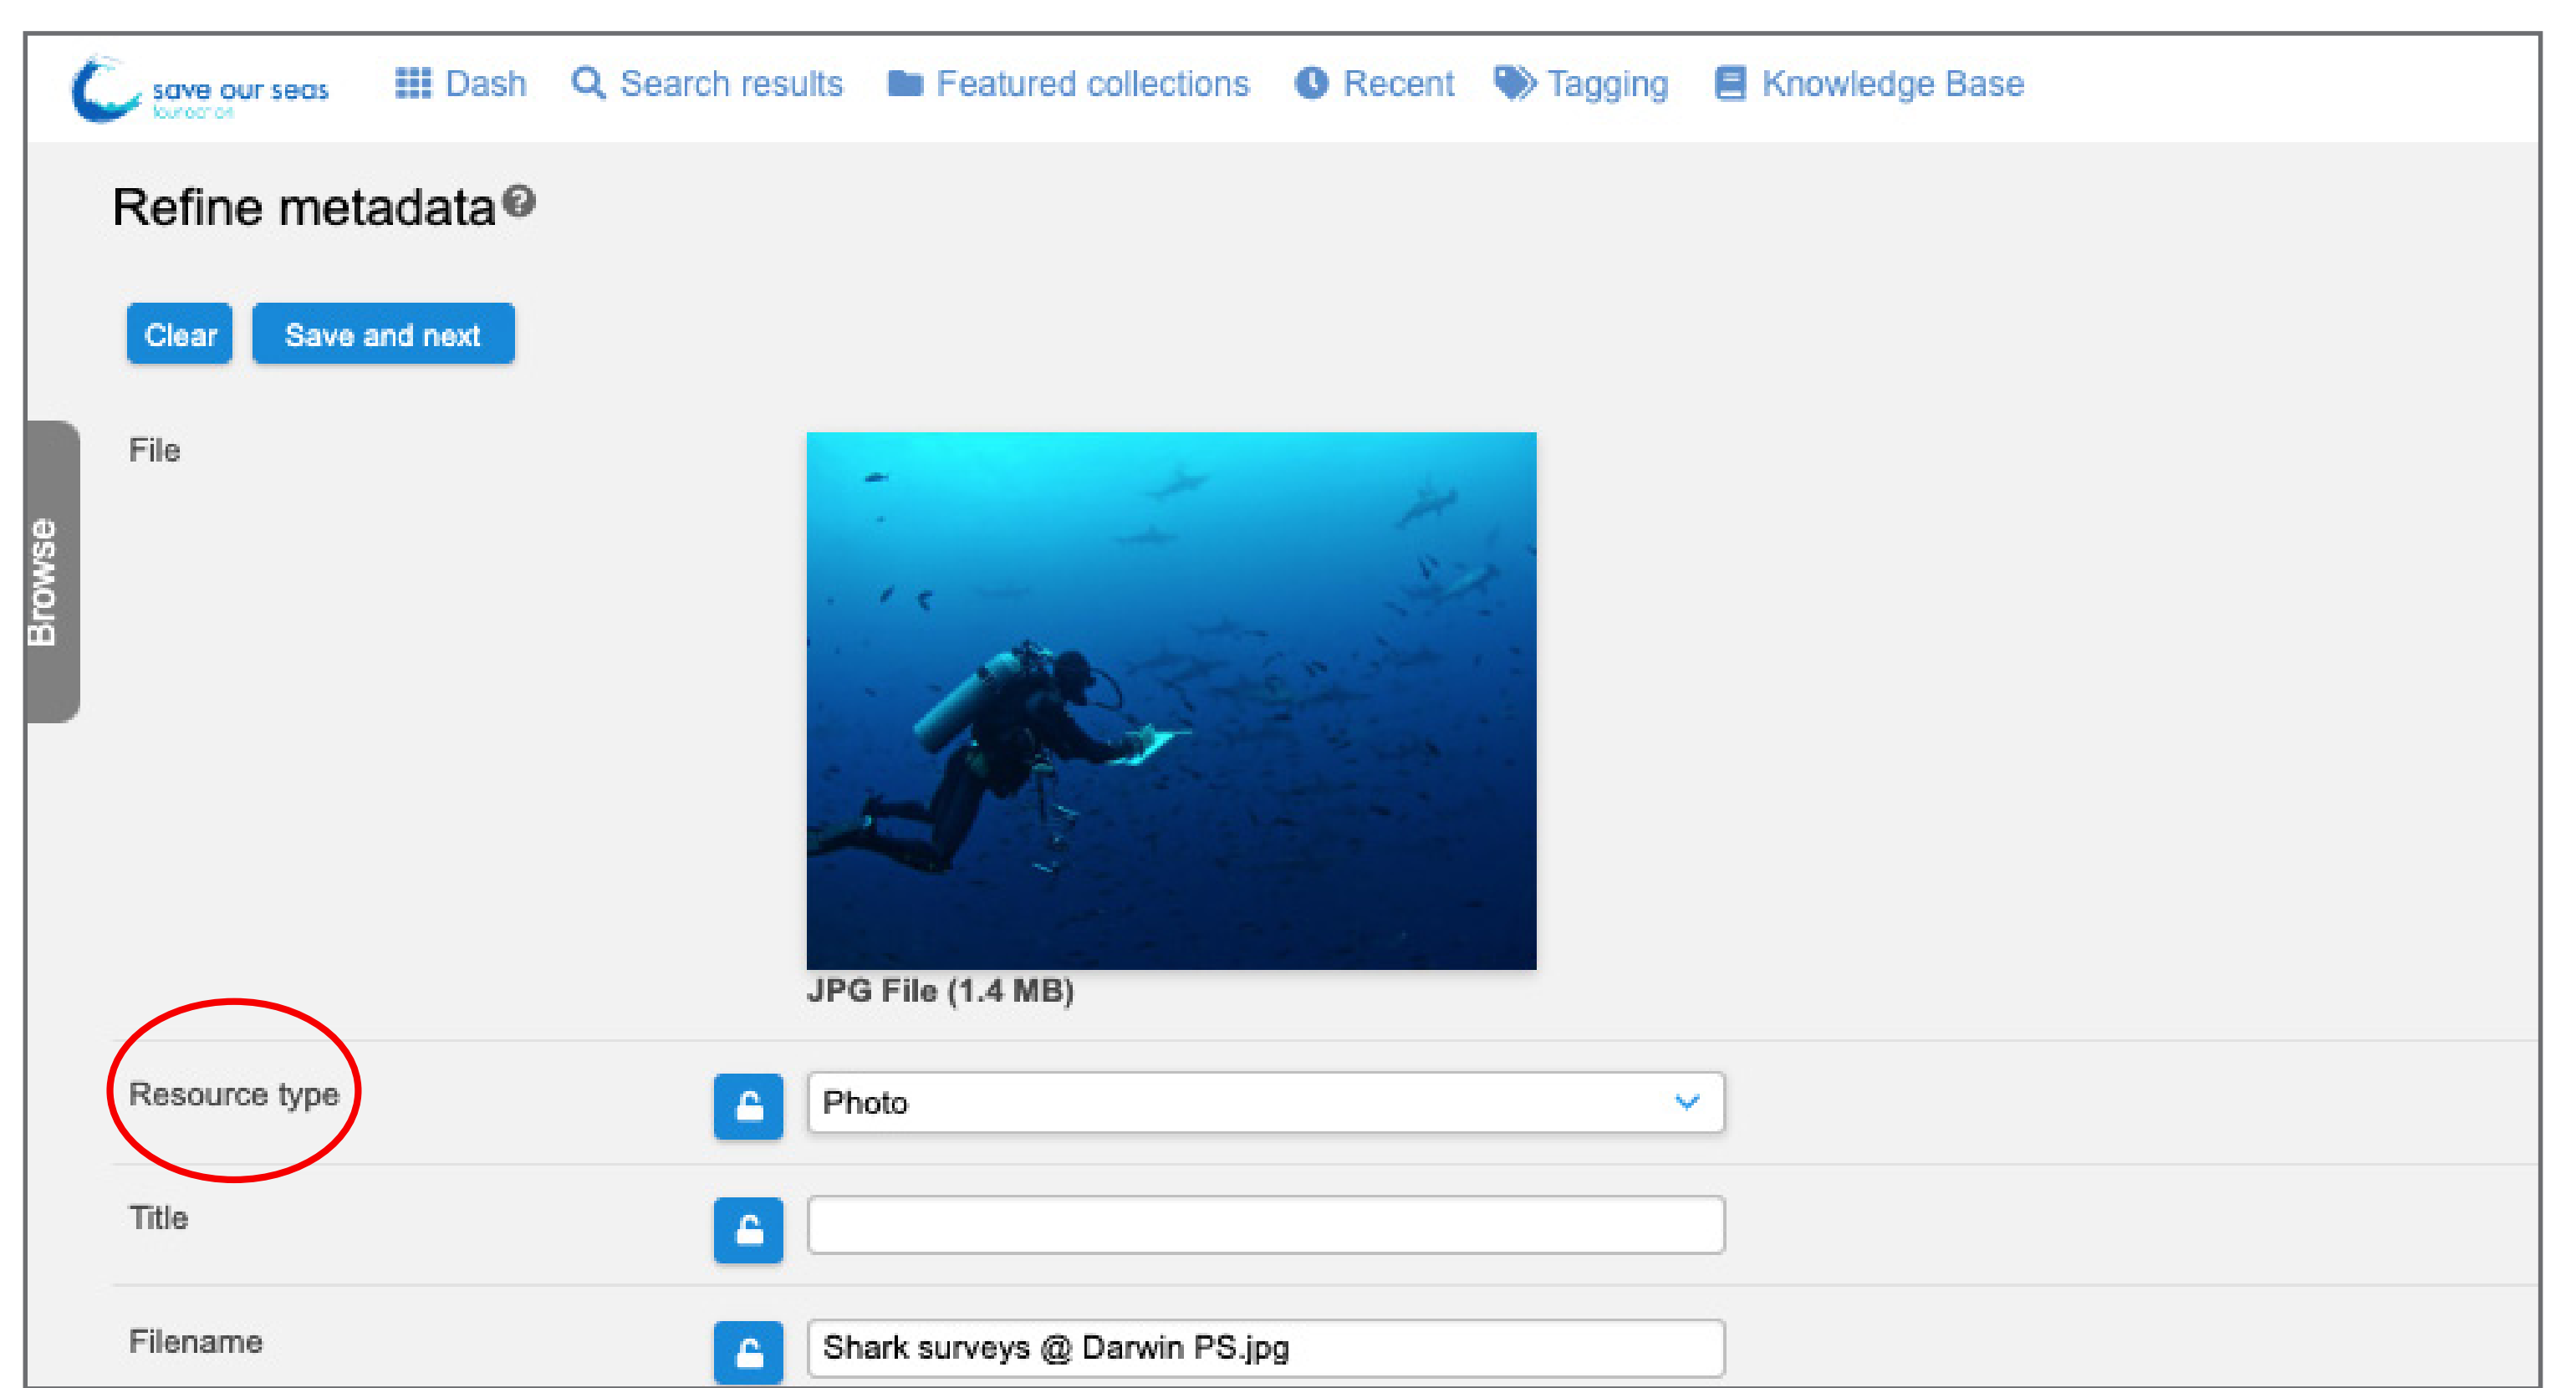 save our seas
foundation
Dash Search results Featured collections Recent Tagging Knowledge Base
Refine metadata
Clear Save and next
File
Browse
JPG File (1.4 MB)
Resource type Photo
Title
Filename Shark surveys @ Darwin PS.jpg